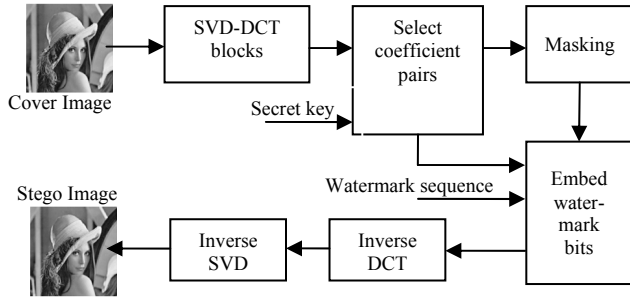 SVD-DCT
blocks
Select
coefficient
pairs
Masking
Cover Image
Secret key
Stego Image
Watermark sequence
Embed
water-
mark
bits
Inverse
SVD
Inverse
DCT